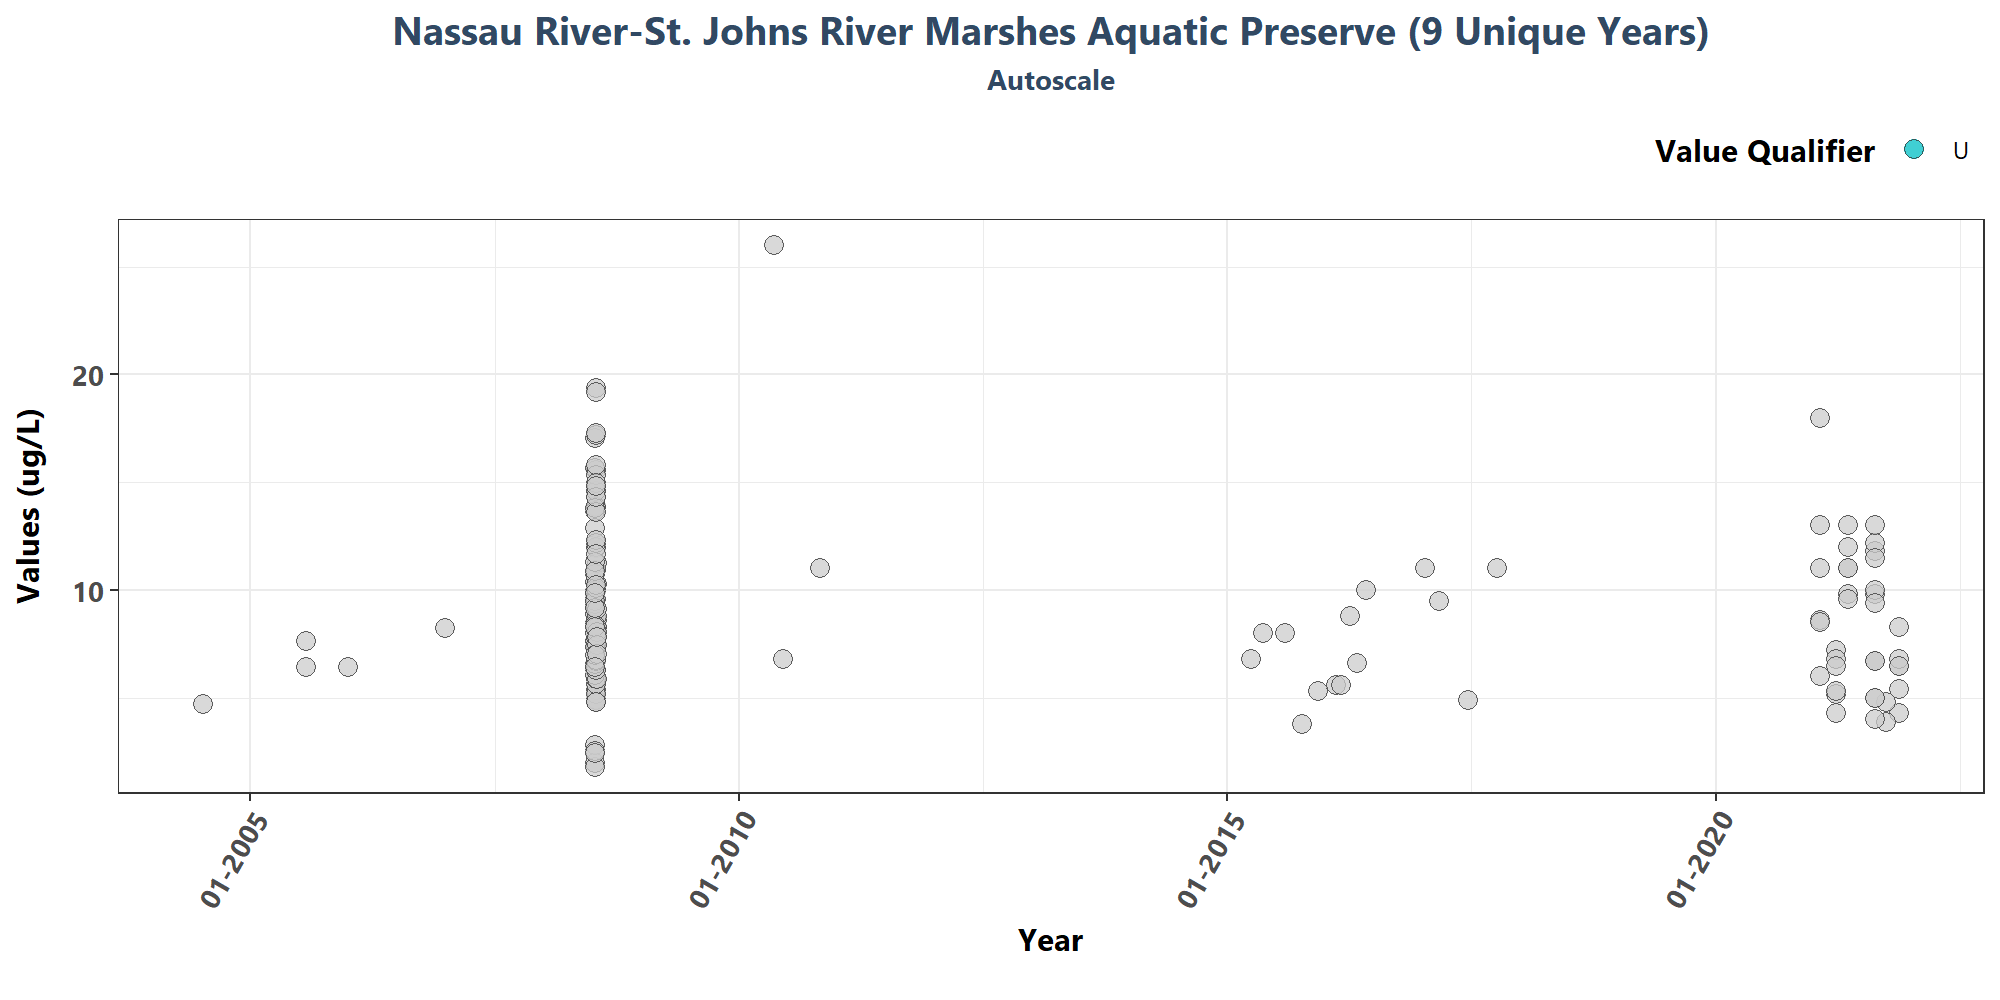 Nassau River-St. Johns River Marshes Aquatic Preserve (9 Unique Years)
Autoscale
Value Qualifier U
Values (ug/L)
20
10
01-2005 01-2010 01-2015 01-2020
Year